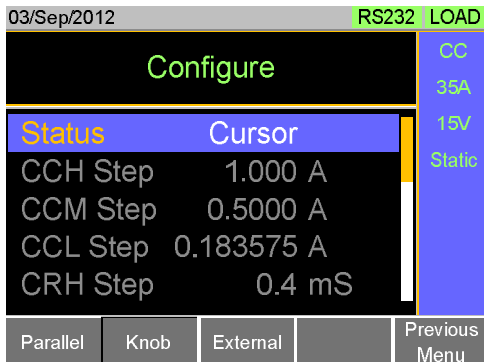 03/Sep/2012 RS232 LOAD
Configure
CC
35A
15V
Static
Status Cursor
CCH Step 1.000 A
CCM Step 0.5000 A
CCL Step 0.183575 A
CRH Step 0.4 mS
Parallel Knob External Previous Menu